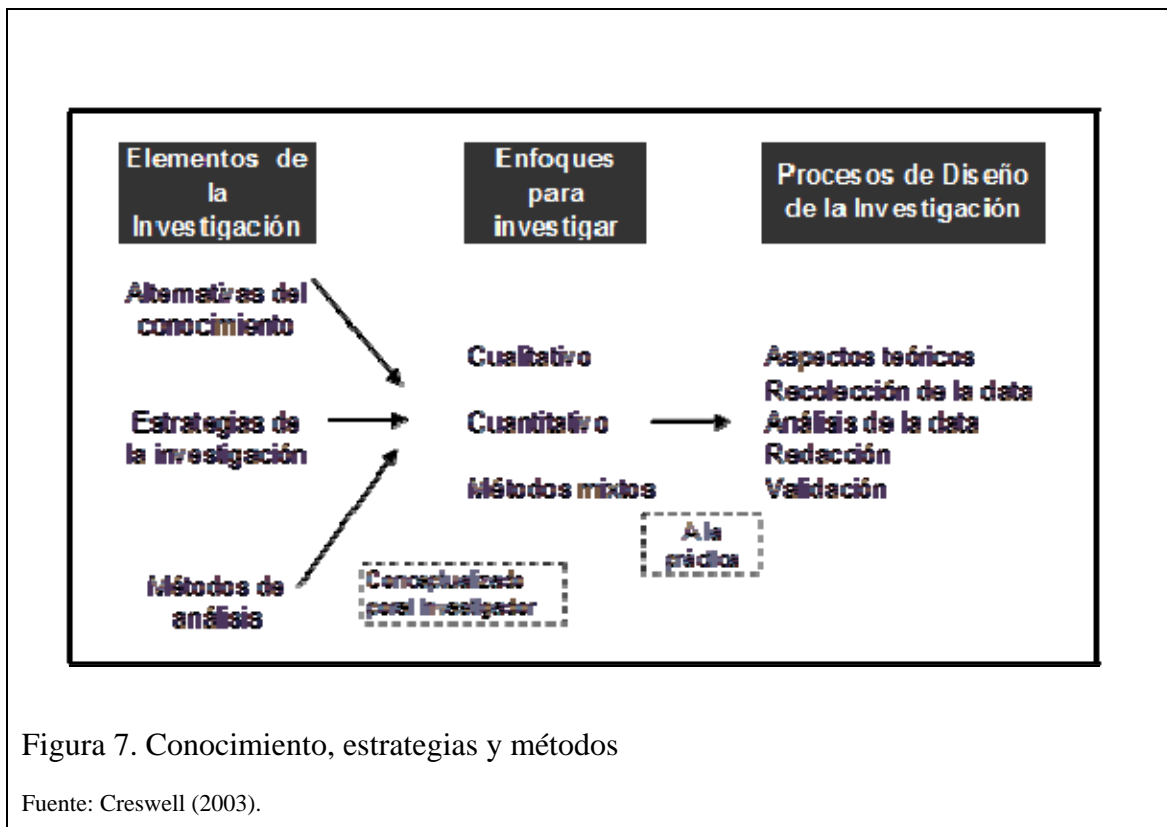 Elementos de
la
Investigación
Enfoques
para
investigar
Procesos de Diseño
de la Investigación
Alternativas del
conocimiento
Estrategias de
la investigación
Métodos de
análisis
Cualitativo
Cuantitativo
Métodos mixtos
Conceptualizado
por el Investigador
A la
práctica
Aspectos teóricos
Recolección de la data
Análisis de la data
Redacción
Validación
Figura 7. Conocimiento, estrategias y métodos
Fuente: Creswell (2003).